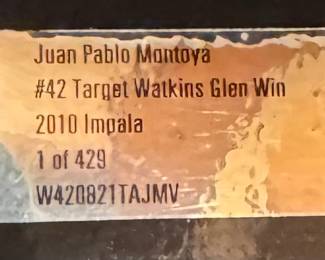 Juan Pablo Montoya
#42 Target Watkins Glen Win
2010 Impala
1 of 429
W420821TAJMV